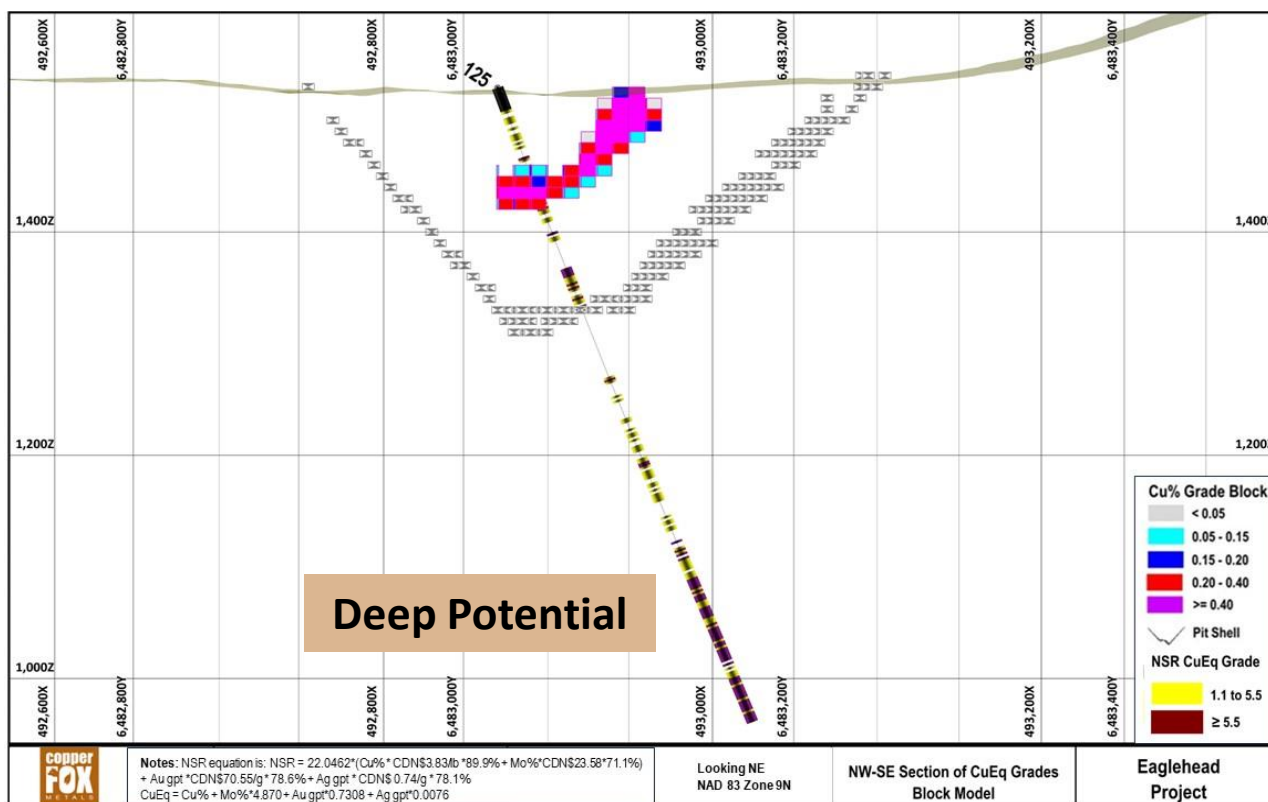 492,600X
6,482,800Y
492,800X
6,483,000Y
493,000X
6,483,200Y
493,200X
6,483,400Y
125
1,400Z
1,400Z
1,200Z
1,200Z
Deep Potential
1,000Z
492,600X
6,482,800Y
492,800X
6,483,000Y
493,000X
6,483,200Y
493,200X
6,483,400Y
Cu% Grade Block
< 0.05
0.05 - 0.15
0.15 - 0.20
0.20 - 0.40
>= 0.40
Pit Shell
NSR CuEq Grade
1.1 to 5.5
≥ 5.5
copper
FOX
METALS
Notes: NSR equation is: NSR = 22.0462*(Cu% * CDN$3.83/lb *89.9% + Mo%*CDN$23.58*71.1%)
+ Au gpt *CDN$70.55/g * 78.6% + Ag gpt * CDN$ 0.74/g * 78.1%
CuEq = Cu% + Mo%*4.870 + Au gpt*0.7308 + Ag gpt*0.0076
Looking NE
NAD 83 Zone 9N
NW-SE Section of CuEq Grades
Block Model
Eaglehead
Project